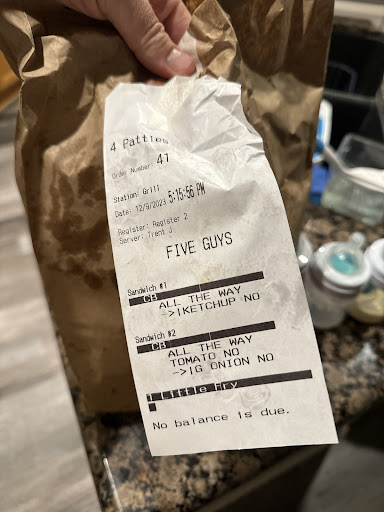 4 Patties
Order Number: 41
Station: Grill
Date: 12/9/2023 5:15:56 PM
Register: Register 2
Server: Trent J
FIVE GUYS
Sandwich #1
CB
ALL THE WAY
->IKETCHUP NO
Sandwich #2
CB
ALL THE WAY
TOMATO NO
->IG ONION NO
1 Little Fry
No balance is due.